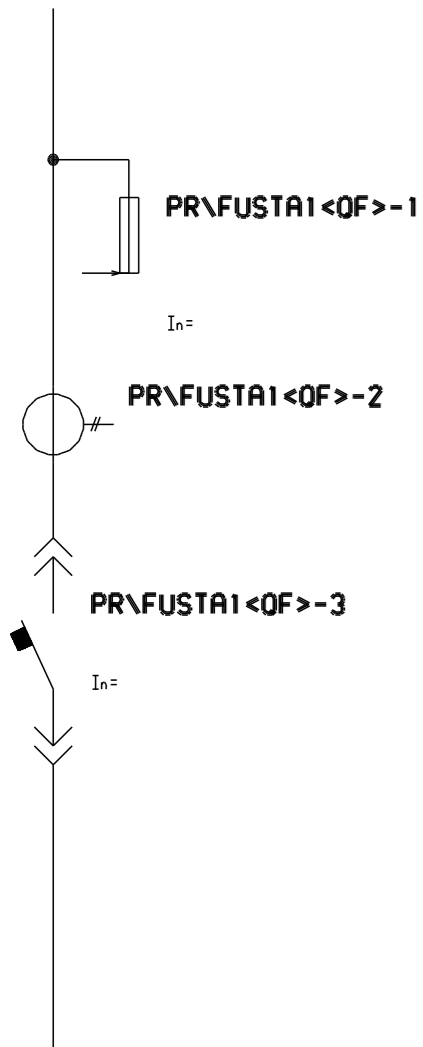 PR\FUSTA1<QF>-1
In=
PR\FUSTA1<QF>-2
PR\FUSTA1<QF>-3
In=